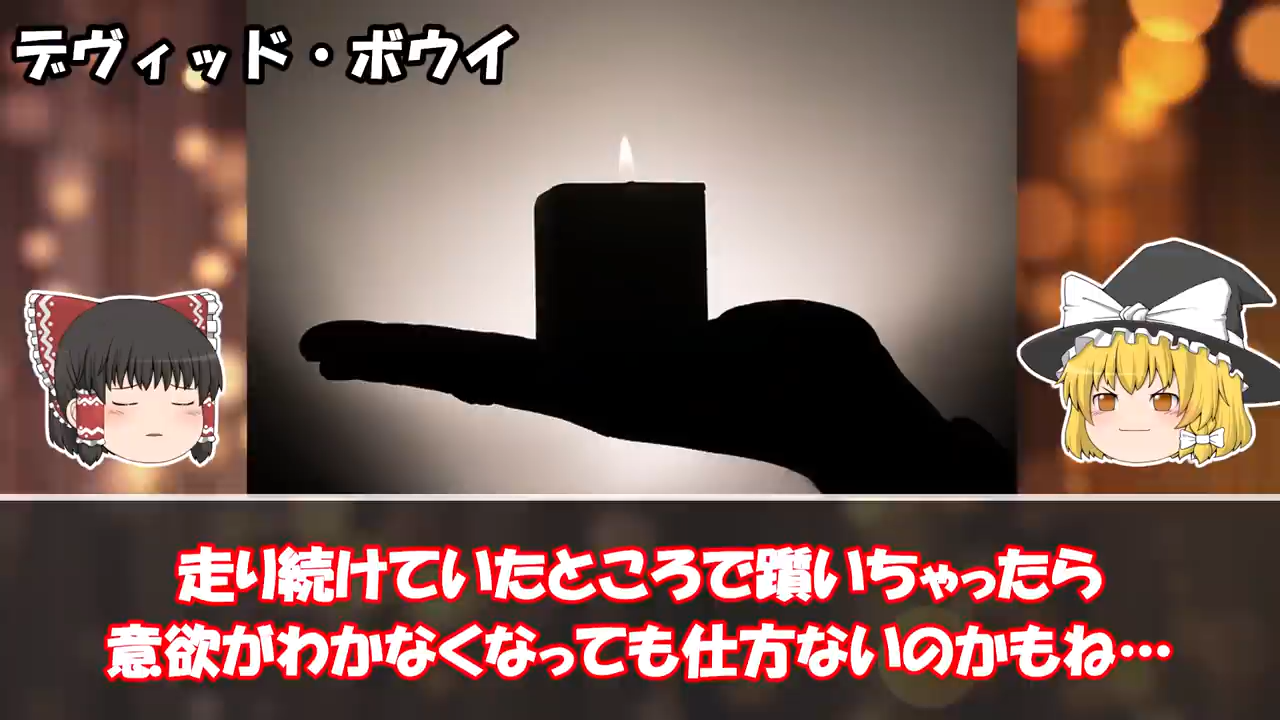 デヴィッド・ボウイ
走り続けていたところで躓いちゃったら
意欲がわかなくなっても仕方ないのかもね…